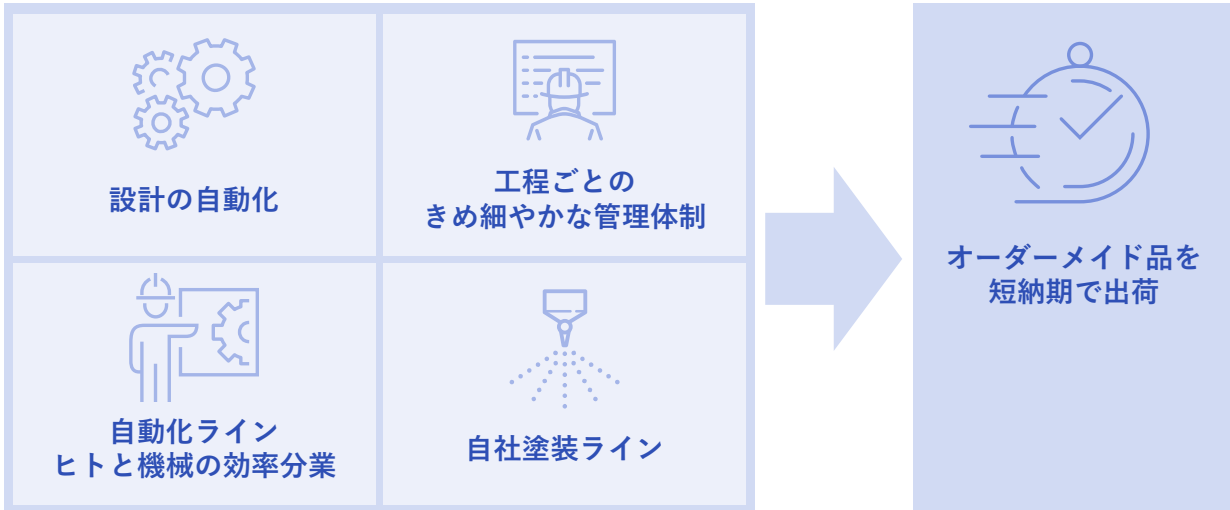 設計の自動化
工程ごとの
きめ細やかな管理体制
自動化ライン
ヒトと機械の効率分業
自社塗装ライン
オーダーメイド品を
短納期で出荷